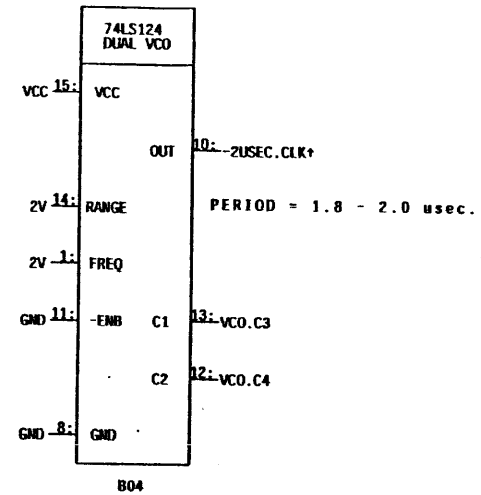 74LS124
DUAL VCO
VCC 15: VCC
OUT 10: -2USEC.CLK↑
2V 14: RANGE
PERIOD = 1.8 - 2.0 usec.
2V 1: FREQ
GND 11: -ENB C1 13: VCO.C3
C2 12: VCO.C4
GND 8: GND
B04